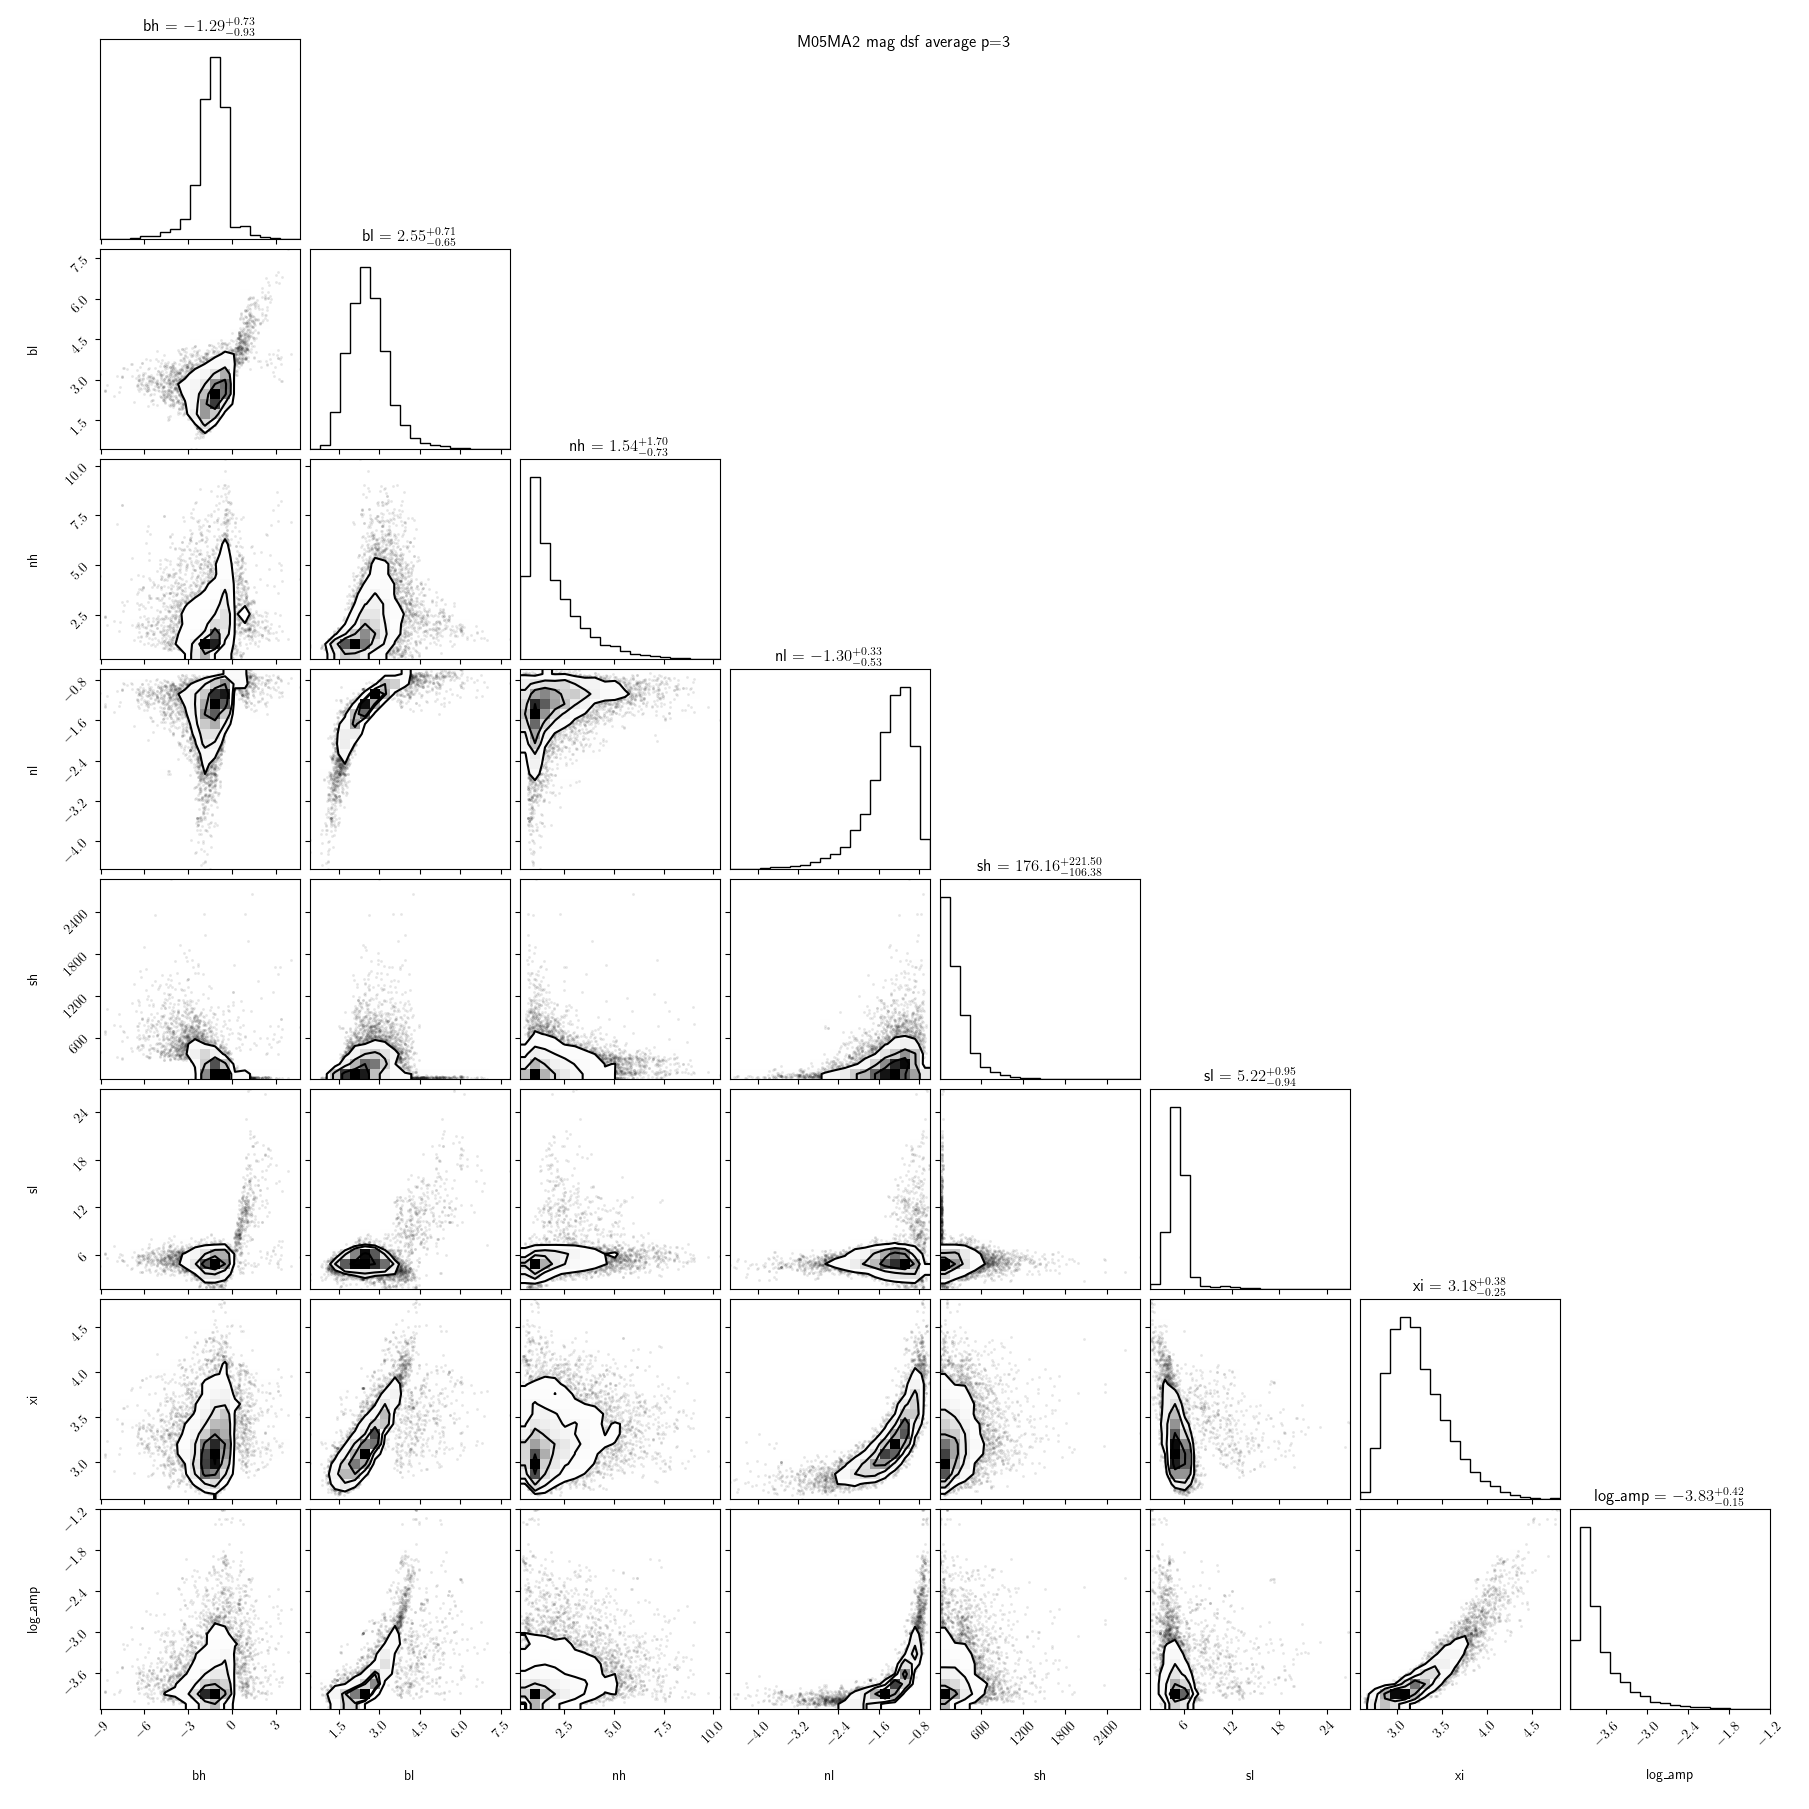 M05MA2 mag dsf average p=3
bh = −1.29 +0.73 −0.93
bl = 2.55 +0.71 −0.65
7.5
6.0
4.5
3.0
1.5
bl
nh = 1.54 +1.70 −0.73
10.0
7.5
5.0
2.5
nh
nl = −1.30 +0.33 −0.53
−0.8
−1.6
−2.4
−3.2
−4.0
nl
sh = 176.16 +221.50 −106.38
2400
1800
1200
600
sh
sl = 5.22 +0.95 −0.94
24
18
12
6
sl
xi = 3.18 +0.38 −0.25
4.5
4.0
3.5
3.0
xi
log_amp = −3.83 +0.42 −0.15
−1.2
−1.8
−2.4
−3.0
−3.6
log_amp
−9 −6 −3 0 3
1.5 3.0 4.5 6.0 7.5
2.5 5.0 7.5 10.0
−4.0 −3.2 −2.4 −1.6 −0.8
600 1200 1800 2400
6 12 18 24
3.0 3.5 4.0 4.5
−3.6 −3.0 −2.4 −1.8 −1.2
bh bl nh nl sh sl xi log_amp